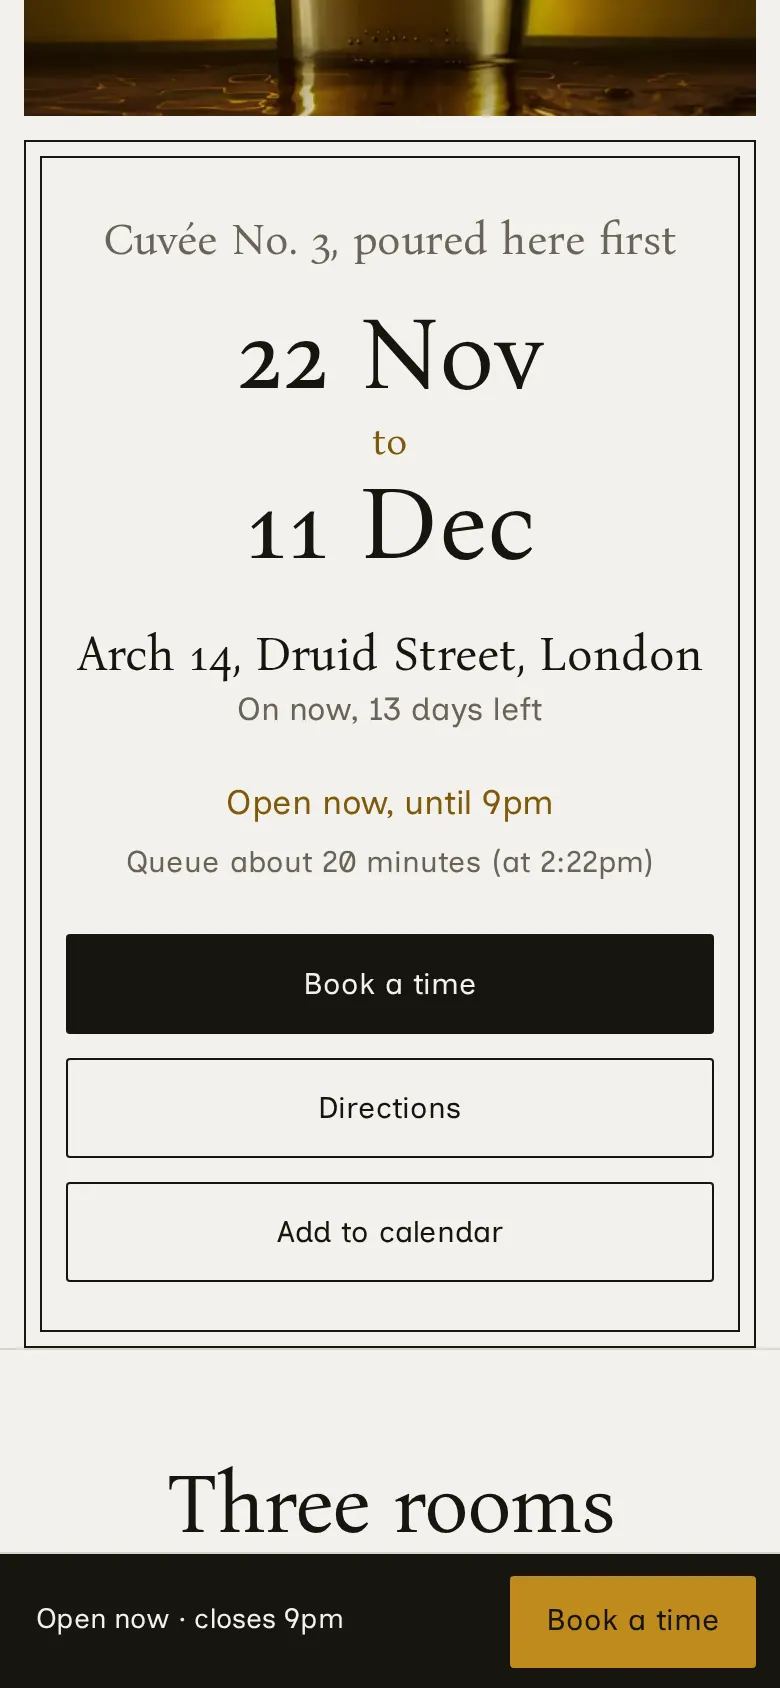 Cuvée No. 3, poured here first
22 Nov
to
11 Dec
Arch 14, Druid Street, London
On now, 13 days left
Open now, until 9pm
Queue about 20 minutes (at 2:22pm)
Book a time
Directions
Add to calendar
Three rooms
Open now · closes 9pm
Book a time